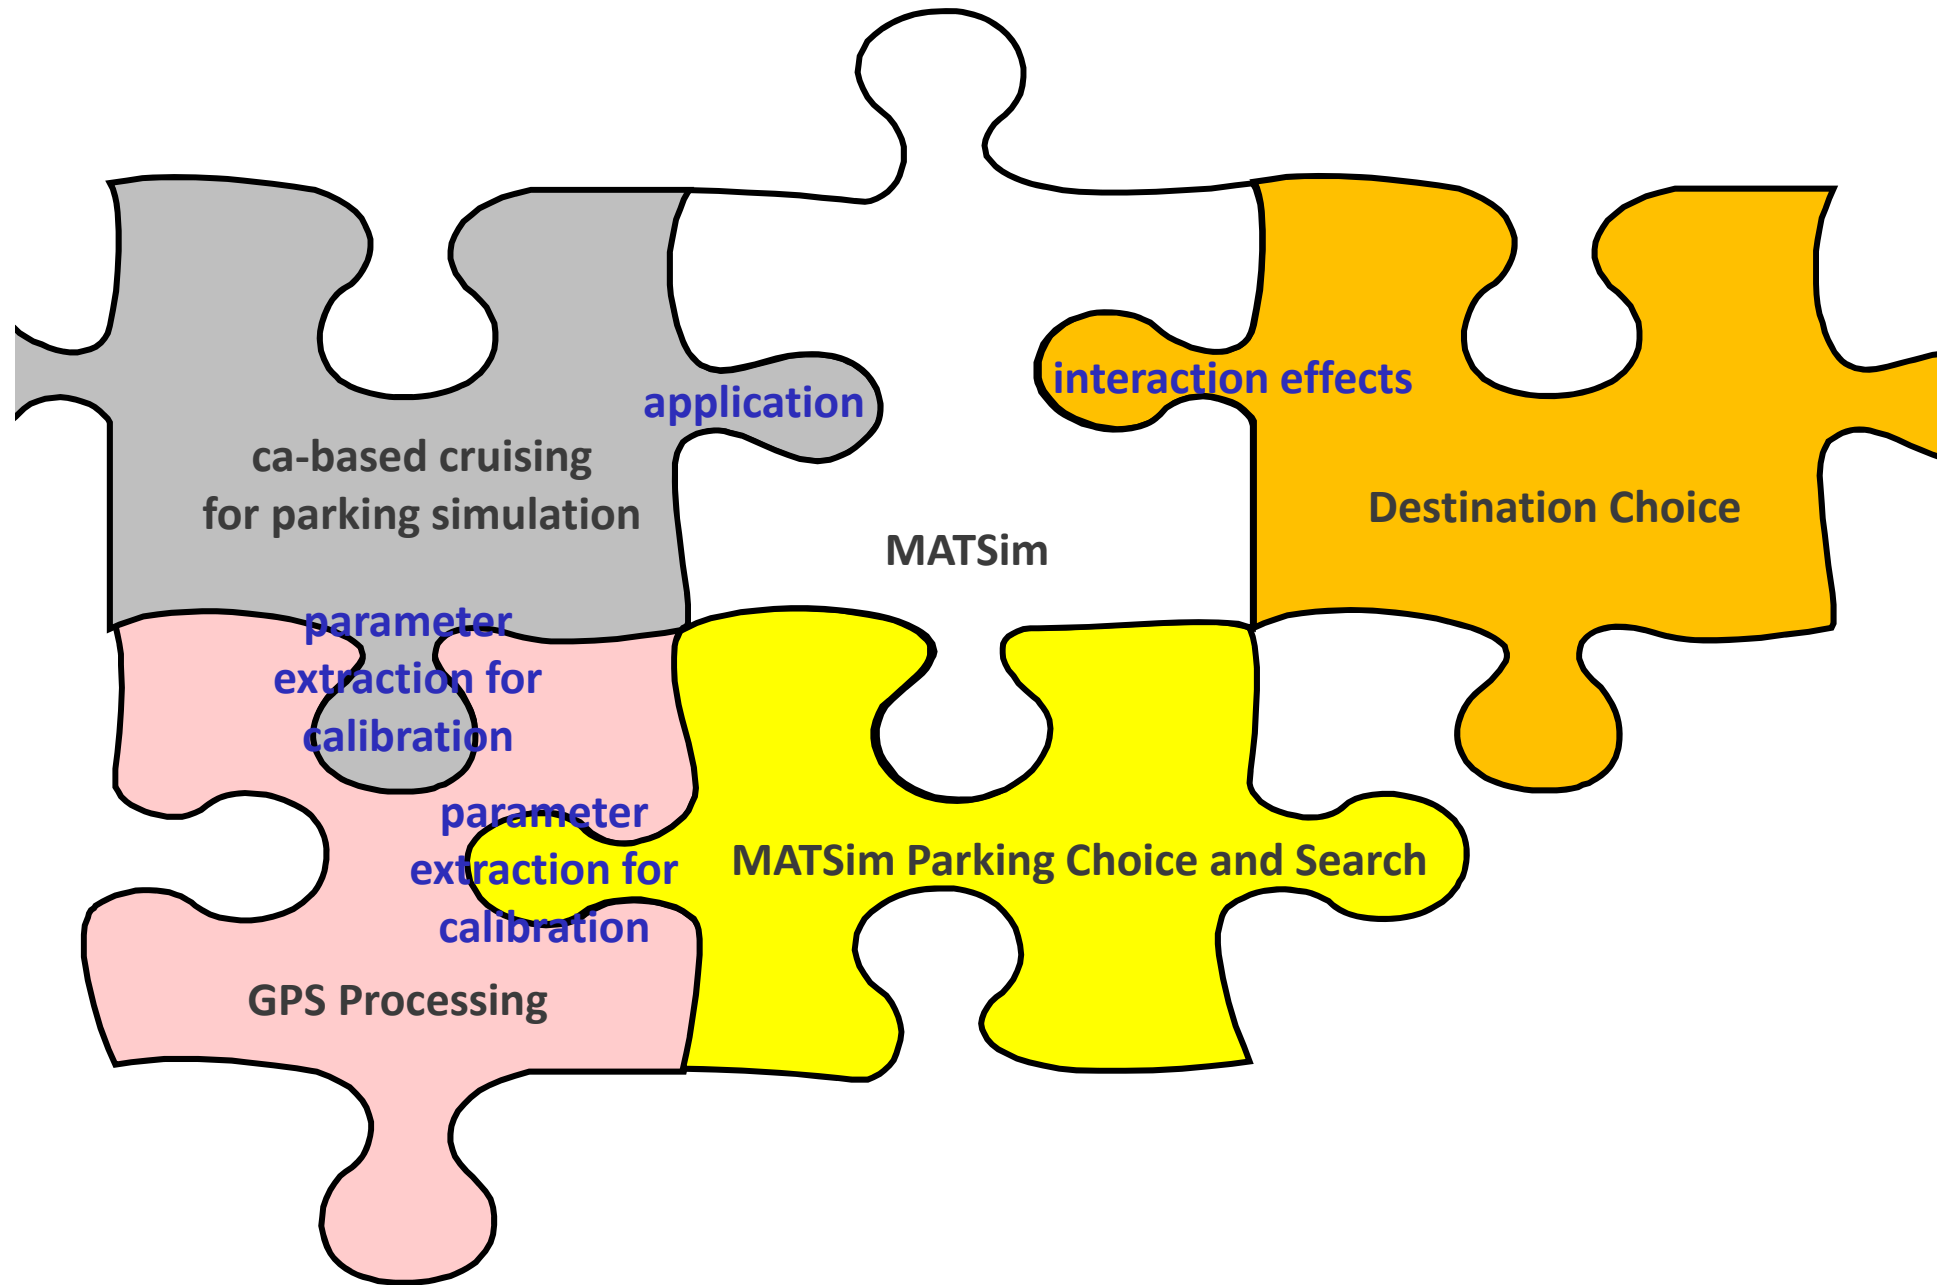 application
interaction effects
ca-based cruising
for parking simulation
Destination Choice
MATSim
parameter
extraction for
calibration
parameter
extraction for
calibration
MATSim Parking Choice and Search
GPS Processing